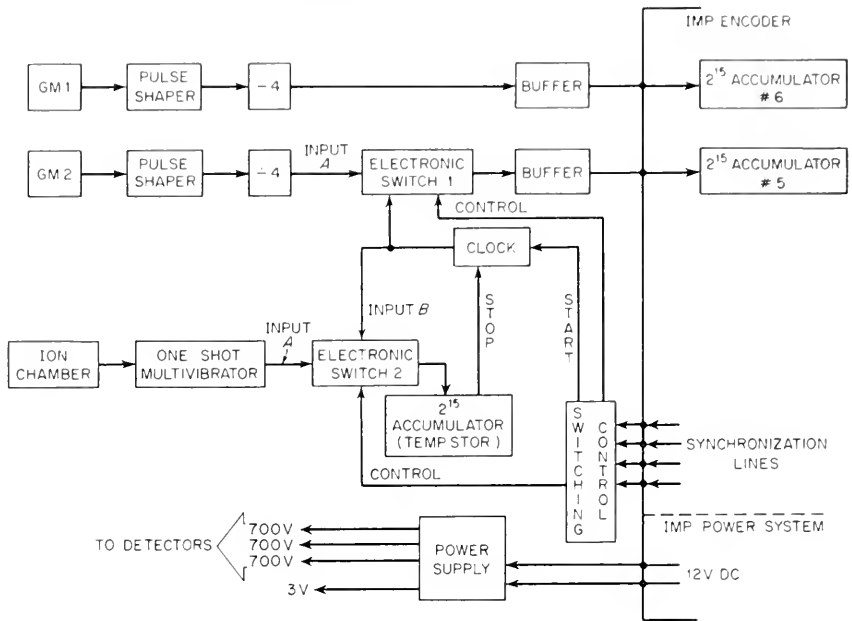 IMP ENCODER
GM 1
PULSE
SHAPER
÷4
BUFFER
2¹⁵ ACCUMULATOR
# 6
GM 2
PULSE
SHAPER
÷4
INPUT
A
ELECTRONIC
SWITCH 1
BUFFER
2¹⁵ ACCUMULATOR
# 5
CONTROL
CLOCK
INPUT B
STOP
START
ION
CHAMBER
ONE SHOT
MULTIVIBRATOR
INPUT
A
ELECTRONIC
SWITCH 2
2¹⁵
ACCUMULATOR
(TEMP STOR)
SWITCHING
CONTROL
SYNCHRONIZATION
LINES
CONTROL
IMP POWER SYSTEM
TO DETECTORS
700V
700V
700V
3V
POWER
SUPPLY
12V DC